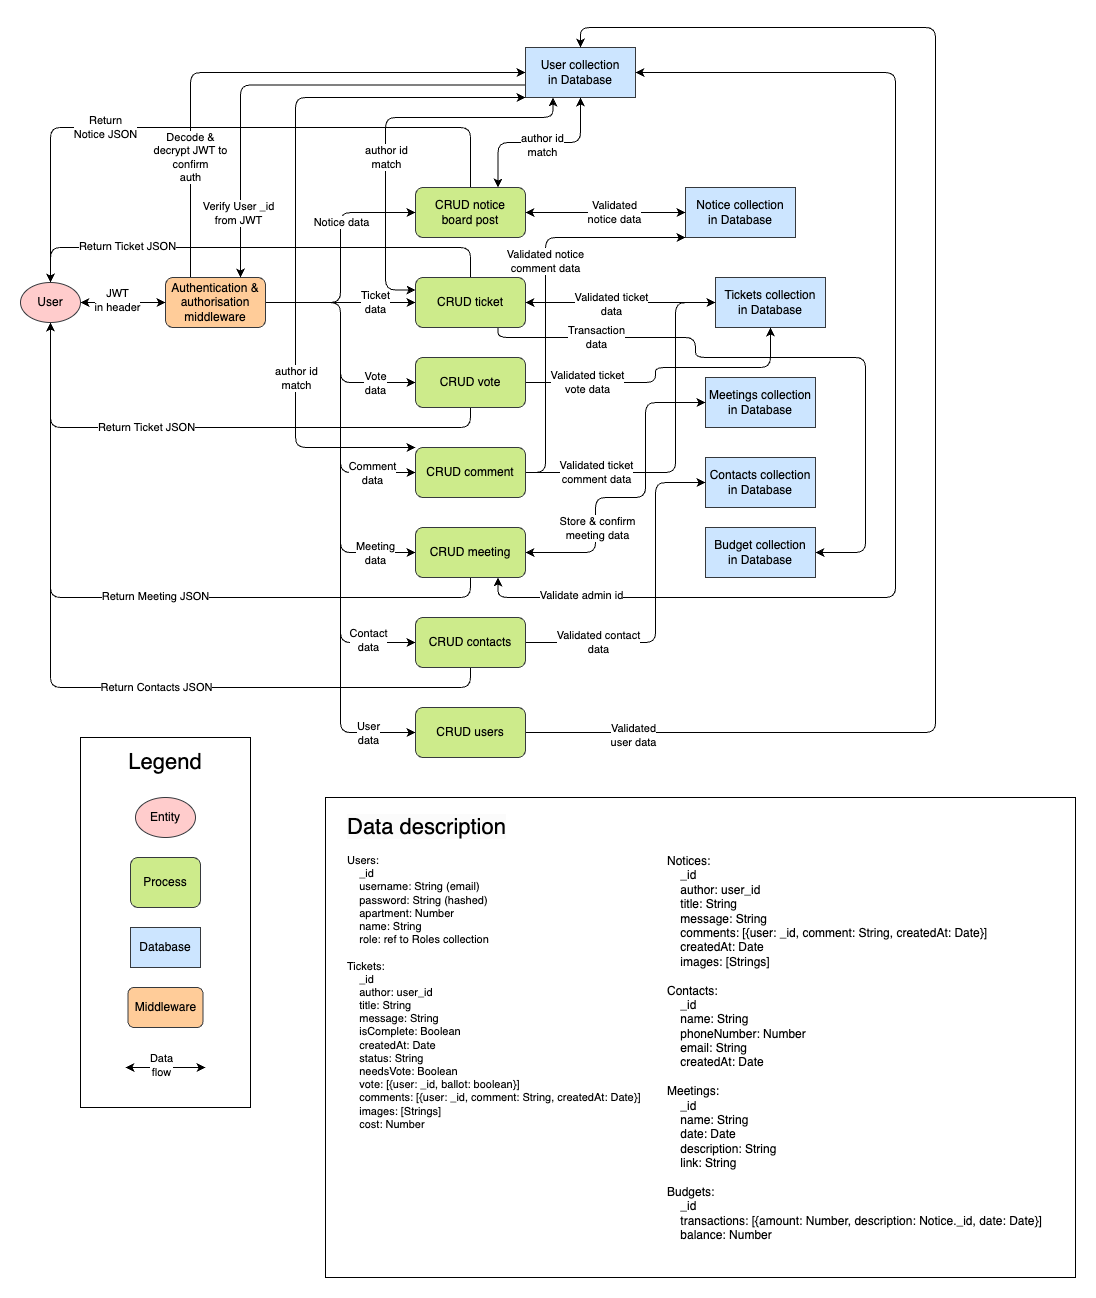 User collection
in Database
Return
Notice JSON
Decode &
decrypt JWT to
confirm
auth
author id
match
author id
match
Verify User _id
from JWT
Notice data
CRUD notice
board post
Validated
notice data
Notice collection
in Database
Return Ticket JSON
Validated notice
comment data
User
JWT
in header
Authentication &
authorisation
middleware
Ticket
data
CRUD ticket
Validated ticket
data
Tickets collection
in Database
Transaction
data
author id
match
Vote
data
CRUD vote
Validated ticket
vote data
Meetings collection
in Database
Return Ticket JSON
Comment
data
CRUD comment
Validated ticket
comment data
Contacts collection
in Database
Store & confirm
meeting data
Meeting
data
CRUD meeting
Budget collection
in Database
Return Meeting JSON
Validate admin id
Contact
data
CRUD contacts
Validated contact
data
Return Contacts JSON
User
data
CRUD users
Validated
user data
Legend
Entity
Process
Database
Middleware
Data
flow
Data description
Users:
_id
username: String (email)
password: String (hashed)
apartment: Number
name: String
role: ref to Roles collection
Tickets:
_id
author: user_id
title: String
message: String
isComplete: Boolean
createdAt: Date
status: String
needsVote: Boolean
vote: [{user: _id, ballot: boolean}]
comments: [{user: _id, comment: String, createdAt: Date}]
images: [Strings]
cost: Number
Notices:
_id
author: user_id
title: String
message: String
comments: [{user: _id, comment: String, createdAt: Date}]
createdAt: Date
images: [Strings]
Contacts:
_id
name: String
phoneNumber: Number
email: String
createdAt: Date
Meetings:
_id
name: String
date: Date
description: String
link: String
Budgets:
_id
transactions: [{amount: Number, description: Notice._id, date: Date}]
balance: Number